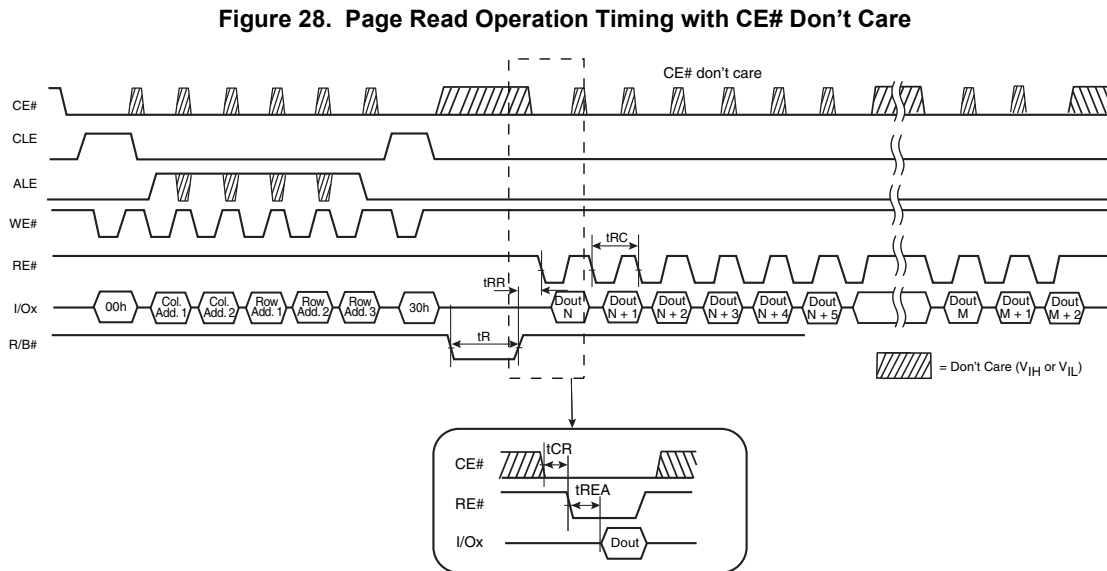 Figure 28. Page Read Operation Timing with CE# Don't Care
CE# don't care
CE#
CLE
ALE
WE#
tRC
RE#
tRR
I/Ox
00h
Col. Add. 1
Col. Add. 2
Row Add. 1
Row Add. 2
Row Add. 3
30h
Dout N
Dout N + 1
Dout N + 2
Dout N + 3
Dout N + 4
Dout N + 5
Dout M
Dout M + 1
Dout M + 2
tR
R/B#
= Don't Care (VIH or VIL)
tCR
CE#
tREA
RE#
I/Ox
Dout